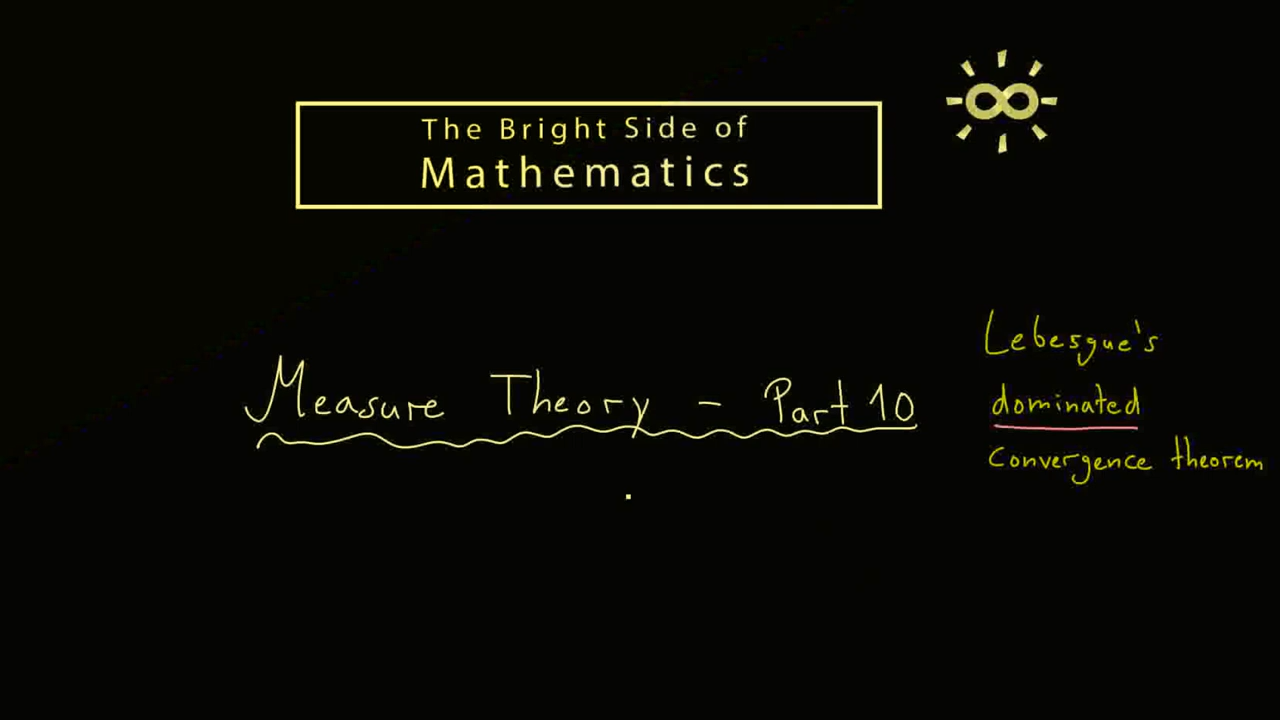 The Bright Side of
Mathematics
Measure Theory - Part 10
Lebesgue's
dominated
convergence theorem